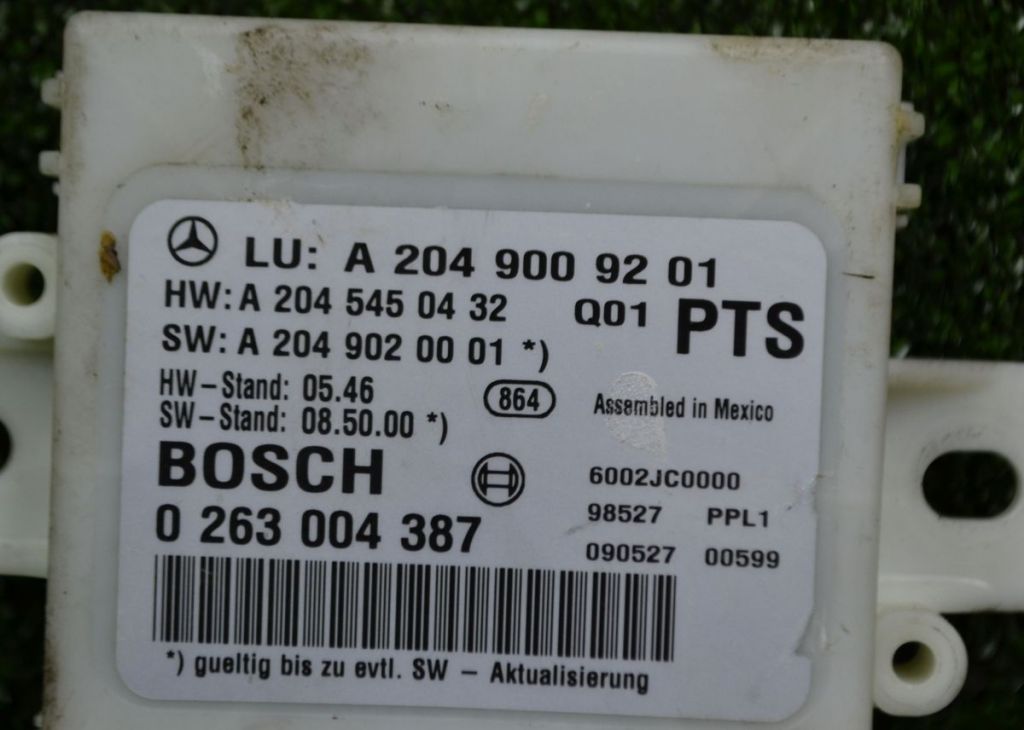 LU: A 204 900 92 01
HW: A 204 545 04 32 Q01 PTS
SW: A 204 902 00 01 *)
HW-Stand: 05.46 864 Assembled in Mexico
SW-Stand: 08.50.00 *)
BOSCH 6002JC0000
0 263 004 387 98527 PPL1
090527 00599
*) gueltig bis zu evtl. SW - Aktualisierung